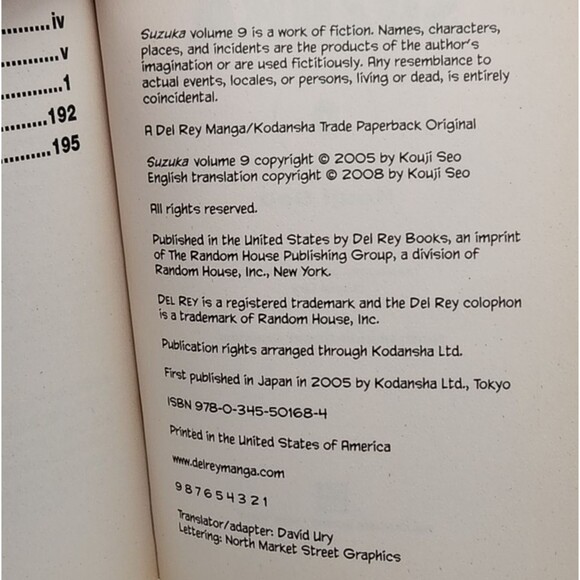 ............iv
............v
............1
..........192
..........195
Suzuka volume 9 is a work of fiction. Names, characters,
places, and incidents are the products of the author's
imagination or are used fictitiously. Any resemblance to
actual events, locales, or persons, living or dead, is entirely
coincidental.
A Del Rey Manga/Kodansha Trade Paperback Original
Suzuka volume 9 copyright © 2005 by Kouji Seo
English translation copyright © 2008 by Kouji Seo
All rights reserved.
Published in the United States by Del Rey Books, an imprint
of The Random House Publishing Group, a division of
Random House, Inc., New York.
DEL REY is a registered trademark and the Del Rey colophon
is a trademark of Random House, Inc.
Publication rights arranged through Kodansha Ltd.
First published in Japan in 2005 by Kodansha Ltd., Tokyo
ISBN 978-0-345-50168-4
Printed in the United States of America
www.delreymanga.com
9 8 7 6 5 4 3 2 1
Translator/adapter: David Ury
Lettering: North Market Street Graphics